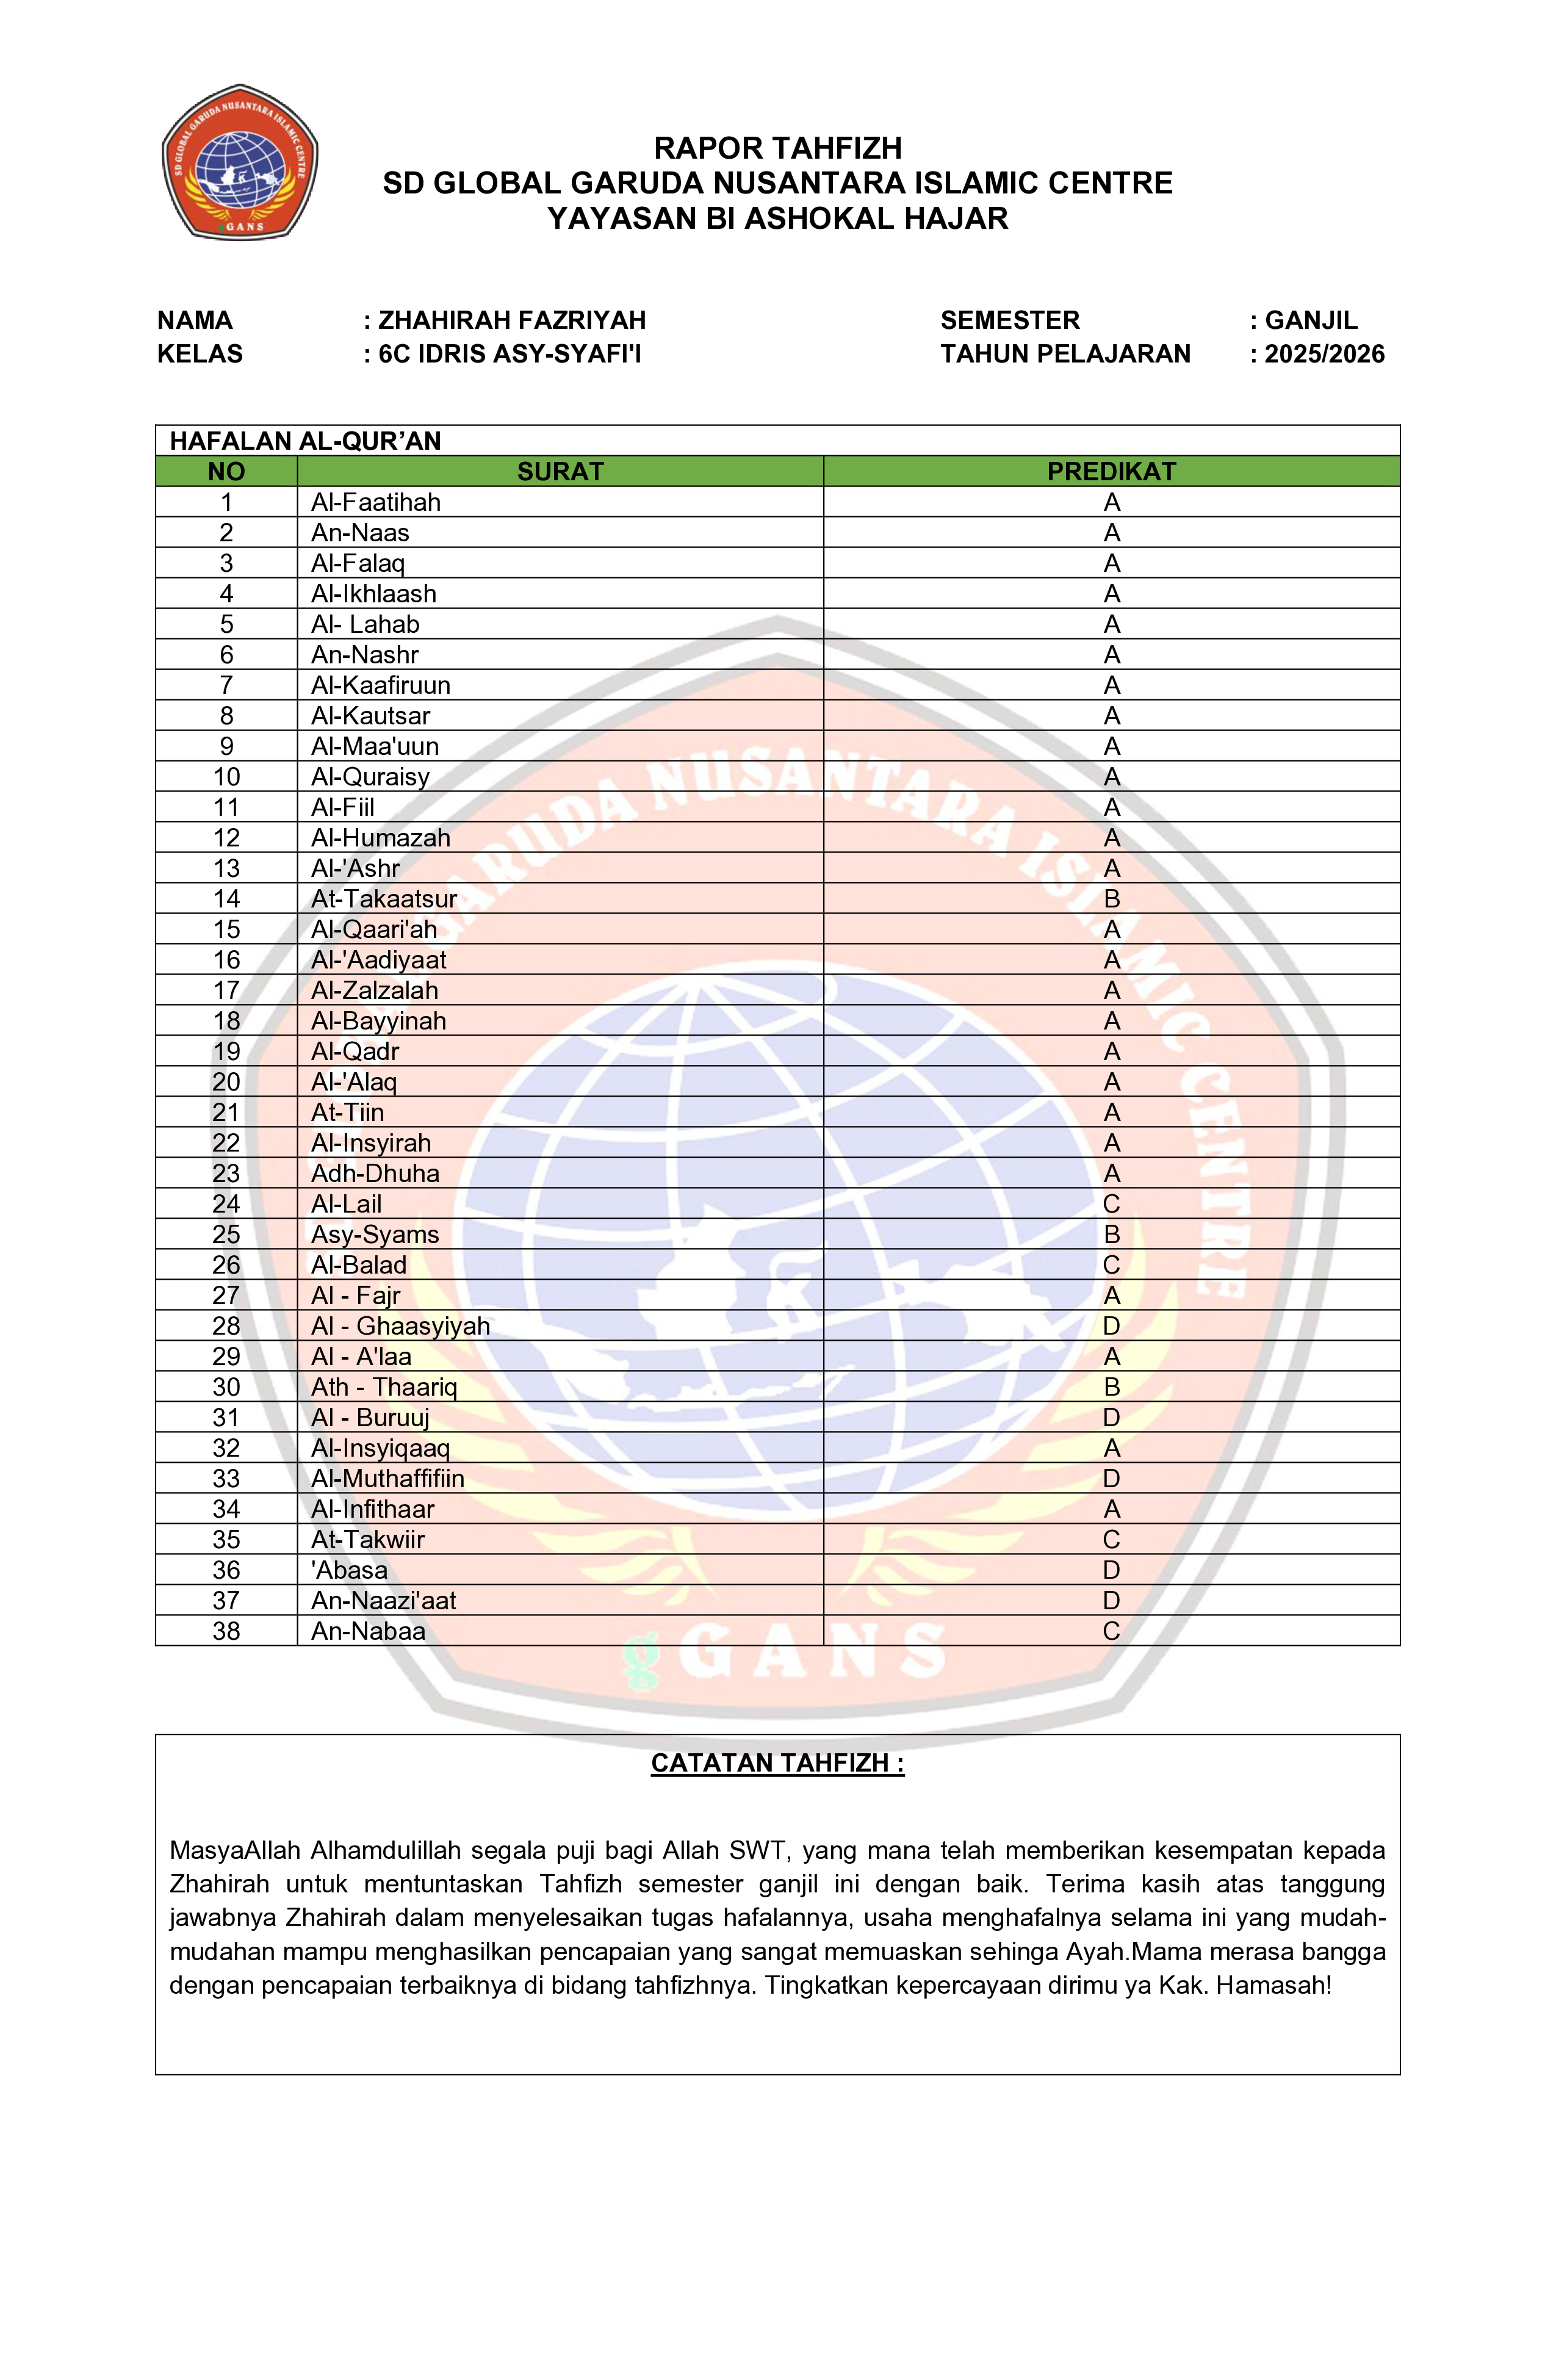 SD GLOBAL GARUDA NUSANTARA ISLAMIC CENTRE
gGANS
RAPOR TAHFIZH
SD GLOBAL GARUDA NUSANTARA ISLAMIC CENTRE
YAYASAN BI ASHOKAL HAJAR
NAMA : ZHAHIRAH FAZRIYAH SEMESTER : GANJIL
KELAS : 6C IDRIS ASY-SYAFI'I TAHUN PELAJARAN : 2025/2026
HAFALAN AL-QUR’AN
NO SURAT PREDIKAT
1 Al-Faatihah A
2 An-Naas A
3 Al-Falaq A
4 Al-Ikhlaash A
5 Al- Lahab A
6 An-Nashr A
7 Al-Kaafiruun A
8 Al-Kautsar A
9 Al-Maa'uun A
10 Al-Quraisy A
11 Al-Fiil A
12 Al-Humazah A
13 Al-'Ashr A
14 At-Takaatsur B
15 Al-Qaari'ah A
16 Al-'Aadiyaat A
17 Al-Zalzalah A
18 Al-Bayyinah A
19 Al-Qadr A
20 Al-'Alaq A
21 At-Tiin A
22 Al-Insyirah A
23 Adh-Dhuha A
24 Al-Lail C
25 Asy-Syams B
26 Al-Balad C
27 Al - Fajr A
28 Al - Ghaasyiyah D
29 Al - A'laa A
30 Ath - Thaariq B
31 Al - Buruuj D
32 Al-Insyiqaaq A
33 Al-Muthaffifiin D
34 Al-Infithaar A
35 At-Takwiir C
36 'Abasa D
37 An-Naazi'aat D
38 An-Nabaa C
gGANS
CATATAN TAHFIZH :
MasyaAllah Alhamdulillah segala puji bagi Allah SWT, yang mana telah memberikan kesempatan kepada
Zhahirah untuk mentuntaskan Tahfizh semester ganjil ini dengan baik. Terima kasih atas tanggung
jawabnya Zhahirah dalam menyelesaikan tugas hafalannya, usaha menghafalnya selama ini yang mudah-
mudahan mampu menghasilkan pencapaian yang sangat memuaskan sehinga Ayah.Mama merasa bangga
dengan pencapaian terbaiknya di bidang tahfizhnya. Tingkatkan kepercayaan dirimu ya Kak. Hamasah!